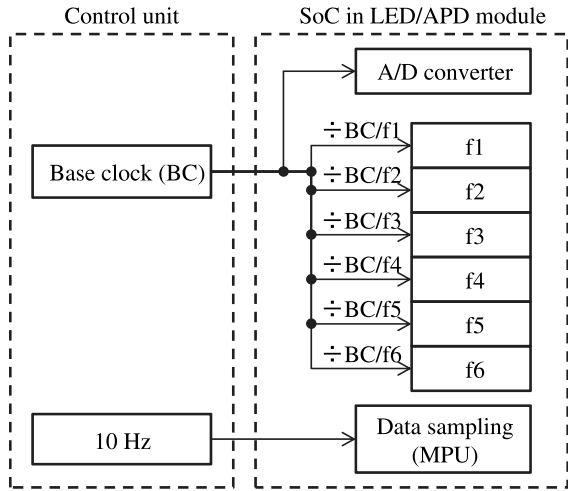 Control unit
SoC in LED/APD module
A/D converter
Base clock (BC)
÷BC/f1
f1
÷BC/f2
f2
÷BC/f3
f3
÷BC/f4
f4
÷BC/f5
f5
÷BC/f6
f6
10 Hz
Data sampling
(MPU)